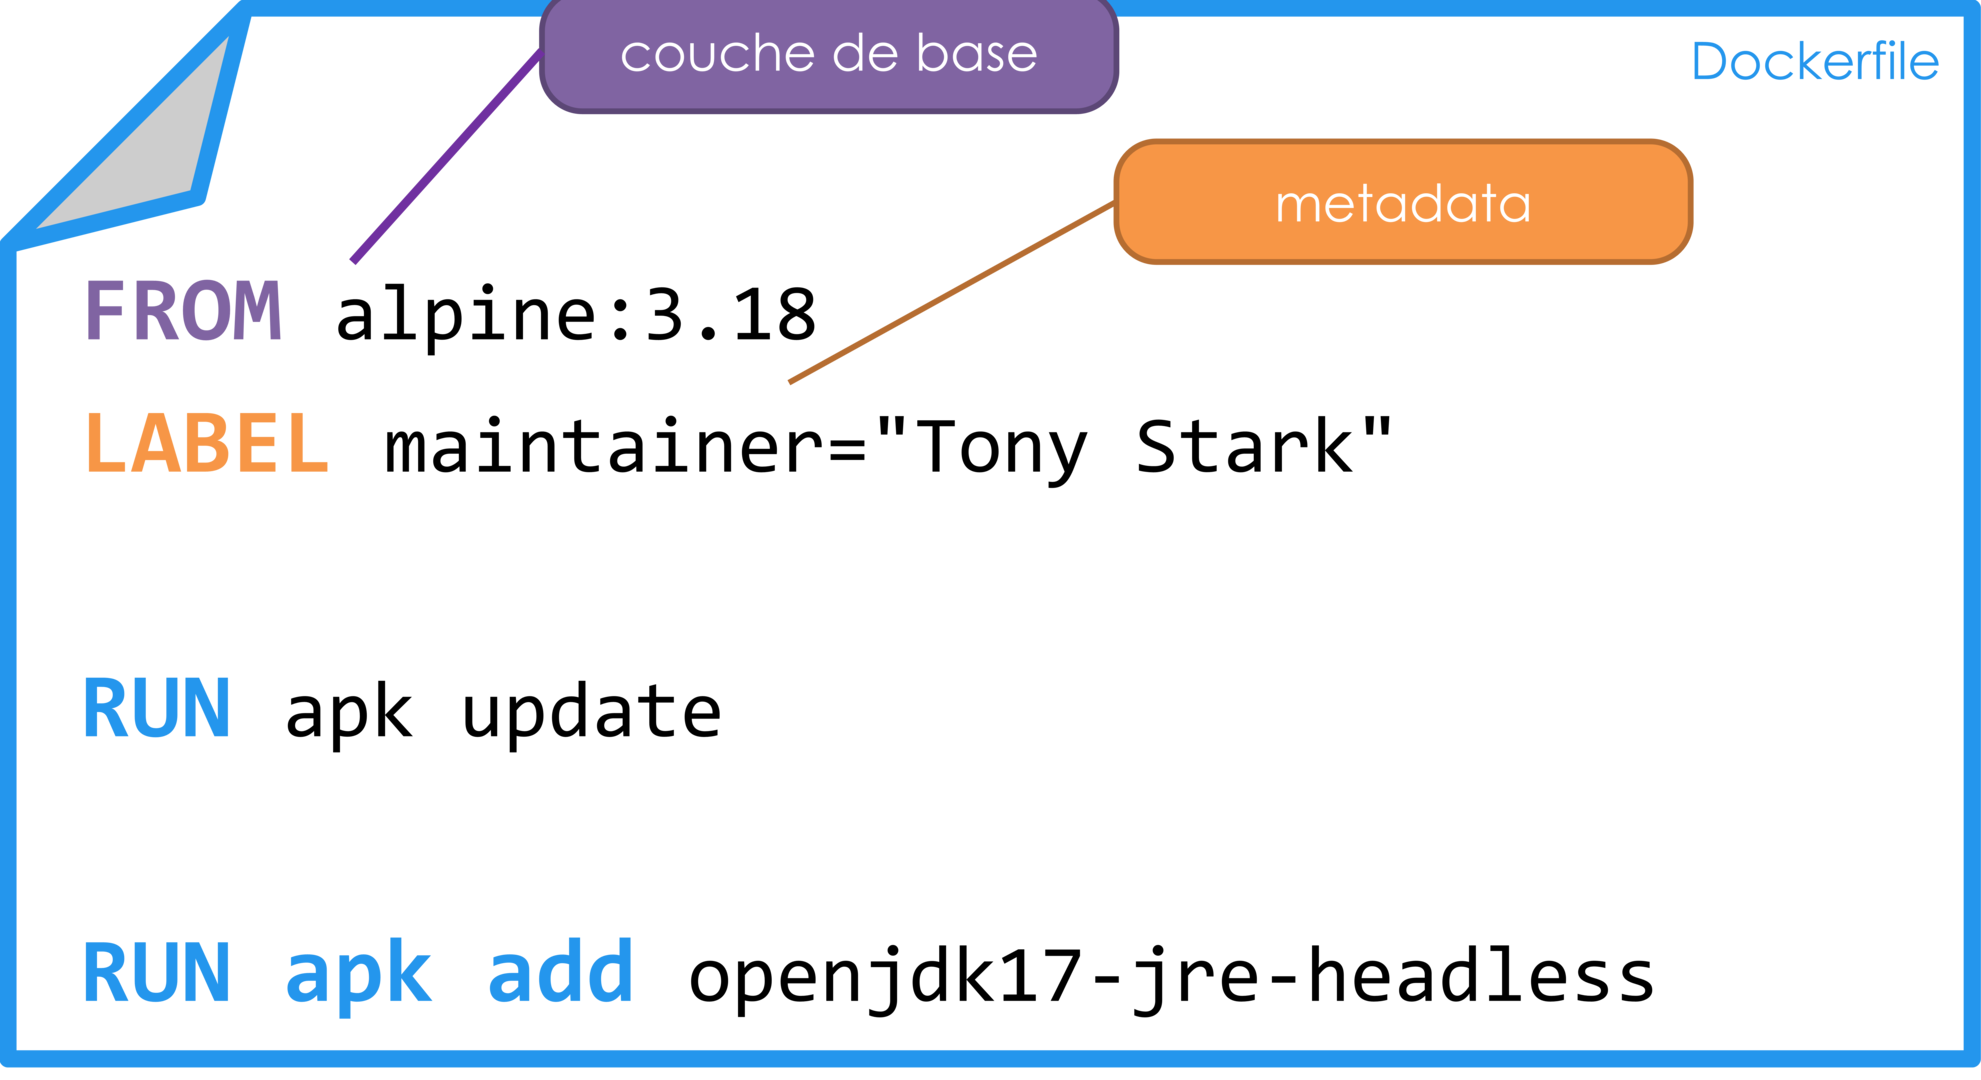 couche de base
Dockerfile
metadata
FROM alpine:3.18
LABEL maintainer="Tony Stark"
RUN apk update
RUN apk add openjdk17-jre-headless